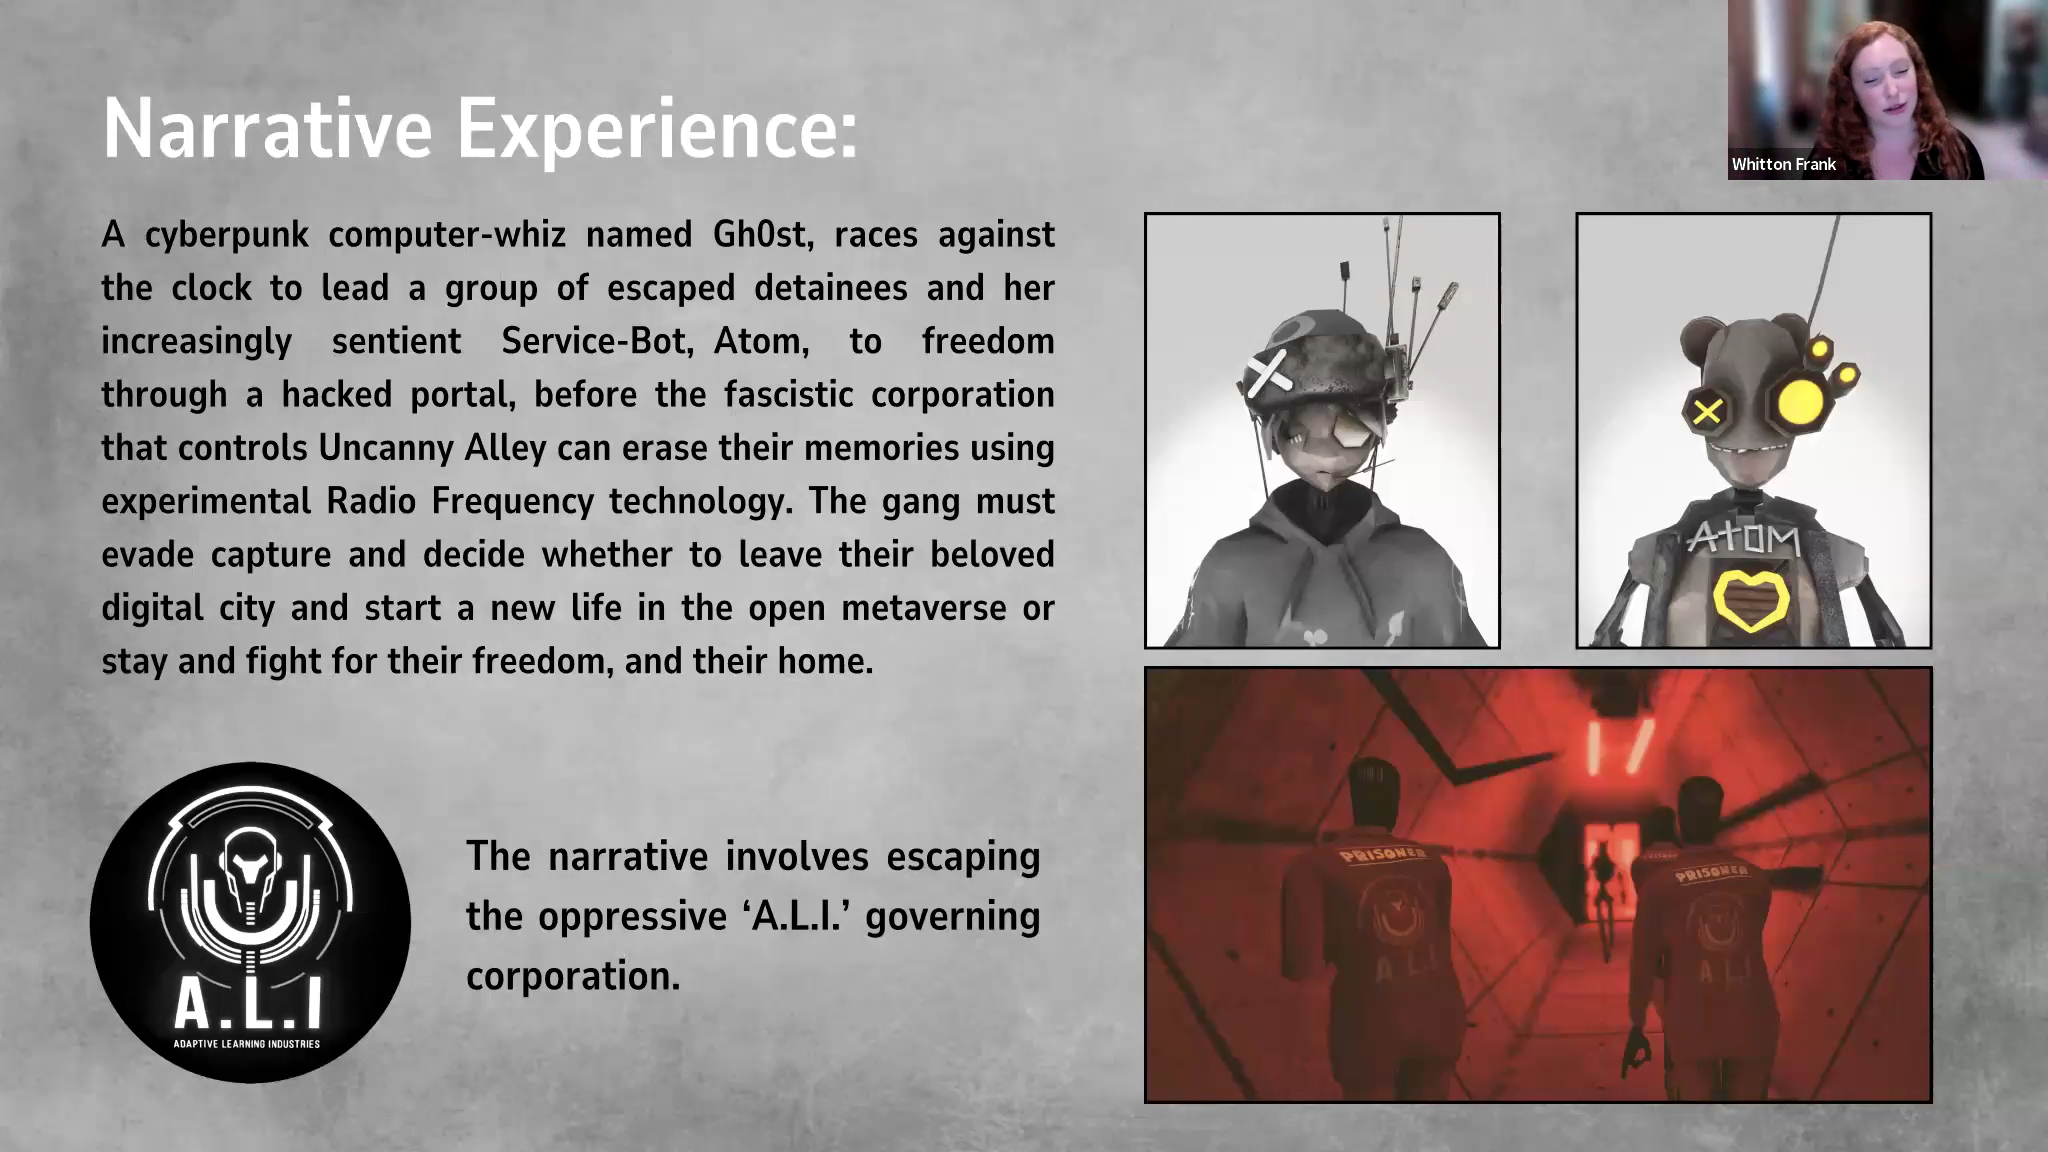 Narrative Experience:
Whitton Frank
A cyberpunk computer-whiz named Gh0st, races against
the clock to lead a group of escaped detainees and her
increasingly sentient Service-Bot, Atom, to freedom
through a hacked portal, before the fascistic corporation
that controls Uncanny Alley can erase their memories using
experimental Radio Frequency technology. The gang must
evade capture and decide whether to leave their beloved
digital city and start a new life in the open metaverse or
stay and fight for their freedom, and their home.
ATOM
A.L.I
ADAPTIVE LEARNING INDUSTRIES
The narrative involves escaping
the oppressive ‘A.L.I.’ governing
corporation.
PRISONER
A.L.I
PRISONER
A.L.I